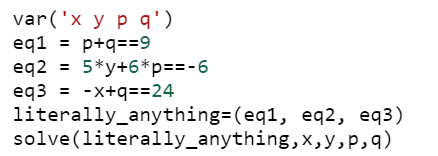 var('x y p q')
eq1 = p+q==9
eq2 = 5*y+6*p==-6
eq3 = -x+q==24
literally_anything=(eq1, eq2, eq3)
solve(literally_anything,x,y,p,q)